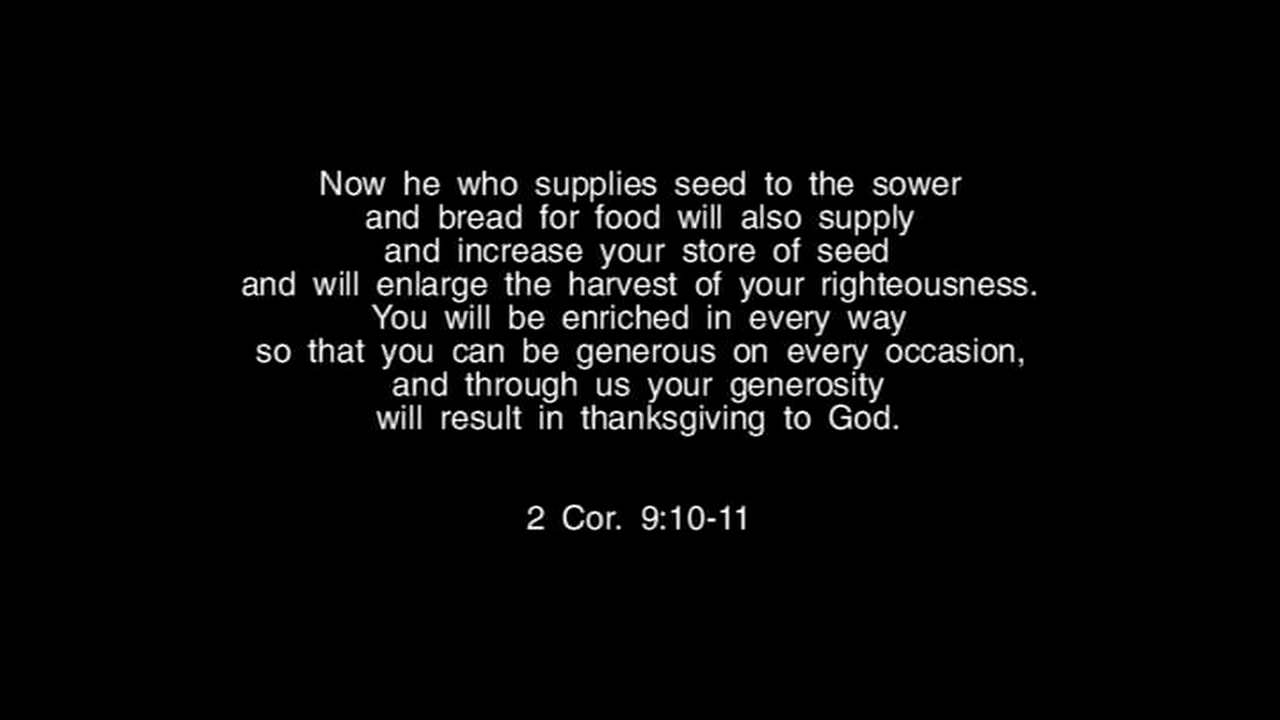 Now he who supplies seed to the sower
and bread for food will also supply
and increase your store of seed
and will enlarge the harvest of your righteousness.
You will be enriched in every way
so that you can be generous on every occasion,
and through us your generosity
will result in thanksgiving to God.
2 Cor. 9:10-11